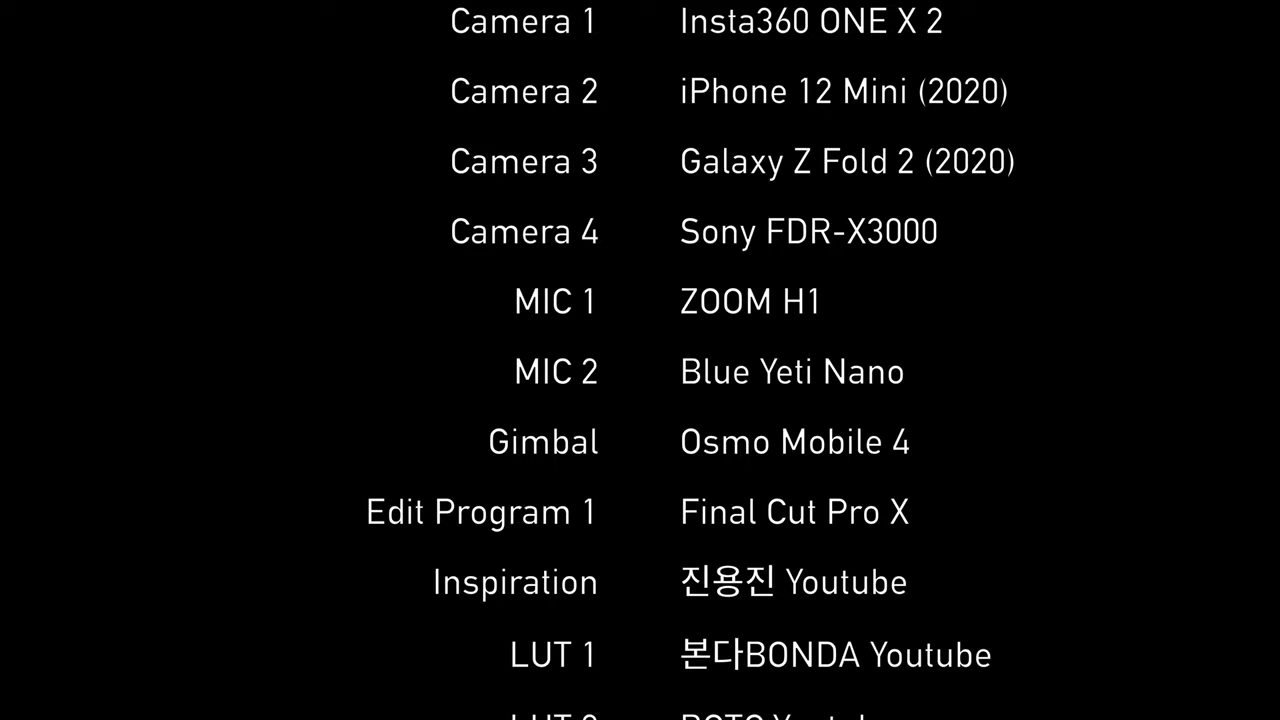 Camera 1 Insta360 ONE X 2
Camera 2 iPhone 12 Mini (2020)
Camera 3 Galaxy Z Fold 2 (2020)
Camera 4 Sony FDR-X3000
MIC 1 ZOOM H1
MIC 2 Blue Yeti Nano
Gimbal Osmo Mobile 4
Edit Program 1 Final Cut Pro X
Inspiration 진용진 Youtube
LUT 1 본다BONDA Youtube